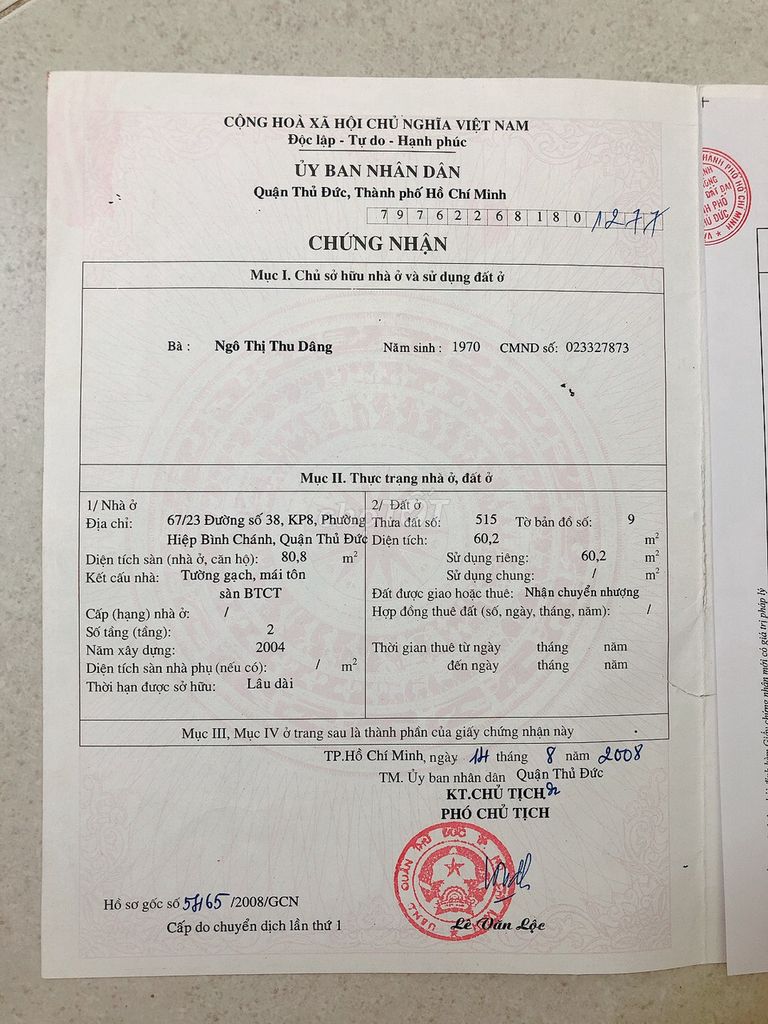 CỘNG HOÀ XÃ HỘI CHỦ NGHĨA VIỆT NAM
Độc lập - Tự do - Hạnh phúc
ỦY BAN NHÂN DÂN
Quận Thủ Đức, Thành phố Hồ Chí Minh
7 9 7 6 2 2 6 8 1 8 0 1277
CHỨNG NHẬN
Mục I. Chủ sở hữu nhà ở và sử dụng đất ở
Bà : Ngô Thị Thu Dâng Năm sinh : 1970 CMND số: 023327873
Mục II. Thực trạng nhà ở, đất ở
1/ Nhà ở
Địa chỉ: 67/23 Đường số 38, KP8, Phường
Hiệp Bình Chánh, Quận Thủ Đức
Diện tích sàn (nhà ở, căn hộ): 80,8 m²
Kết cấu nhà: Tường gạch, mái tôn
sàn BTCT
Cấp (hạng) nhà ở: /
Số tầng (tầng): 2
Năm xây dựng: 2004
Diện tích sàn nhà phụ (nếu có): / m²
Thời hạn được sở hữu: Lâu dài
2/ Đất ở
Thửa đất số: 515 Tờ bản đồ số: 9
Diện tích: 60,2 m²
Sử dụng riêng: 60,2 m²
Sử dụng chung: / m²
Đất được giao hoặc thuê: Nhận chuyển nhượng
Hợp đồng thuê đất (số, ngày, tháng, năm): /
Thời gian thuê từ ngày tháng năm
đến ngày tháng năm
Mục III, Mục IV ở trang sau là thành phần của giấy chứng nhận này
TP.Hồ Chí Minh, ngày 14 tháng 8 năm 2008
TM. Ủy ban nhân dân Quận Thủ Đức
KT.CHỦ TỊCH
PHÓ CHỦ TỊCH
Lê Văn Lộc
Hồ sơ gốc số 5465 /2008/GCN
Cấp do chuyển dịch lần thứ 1